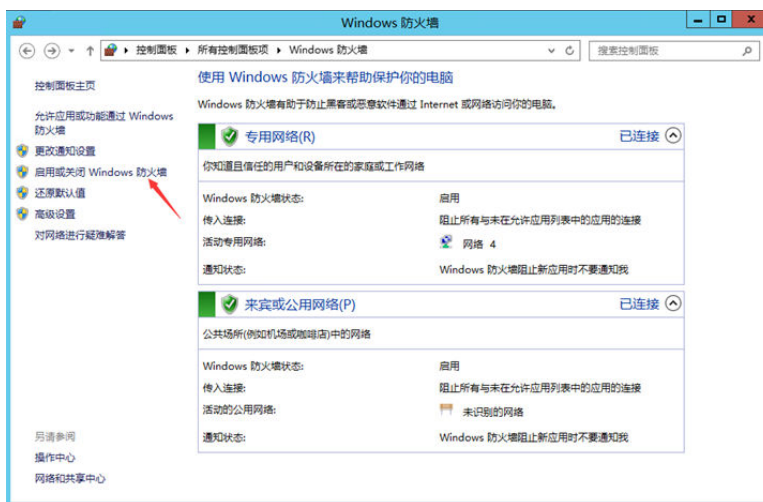 Windows 防火墙
控制面板 所有控制面板项 Windows 防火墙
搜索控制面板
控制面板主页
允许应用或功能通过 Windows
防火墙
更改通知设置
启用或关闭 Windows 防火墙
还原默认值
高级设置
对网络进行疑难解答
另请参阅
操作中心
网络和共享中心
使用 Windows 防火墙来帮助保护你的电脑
Windows 防火墙有助于防止黑客或恶意软件通过 Internet 或网络访问你的电脑。
专用网络(R) 已连接
你知道且信任的用户和设备所在的家庭或工作网络
Windows 防火墙状态: 启用
传入连接: 阻止所有与未在允许应用列表中的应用的连接
活动专用网络: 网络 4
通知状态: Windows 防火墙阻止新应用时不要通知我
来宾或公用网络(P) 已连接
公共场所(例如机场或咖啡店)中的网络
Windows 防火墙状态: 启用
传入连接: 阻止所有与未在允许应用列表中的应用的连接
活动的公用网络: 未识别的网络
通知状态: Windows 防火墙阻止新应用时不要通知我